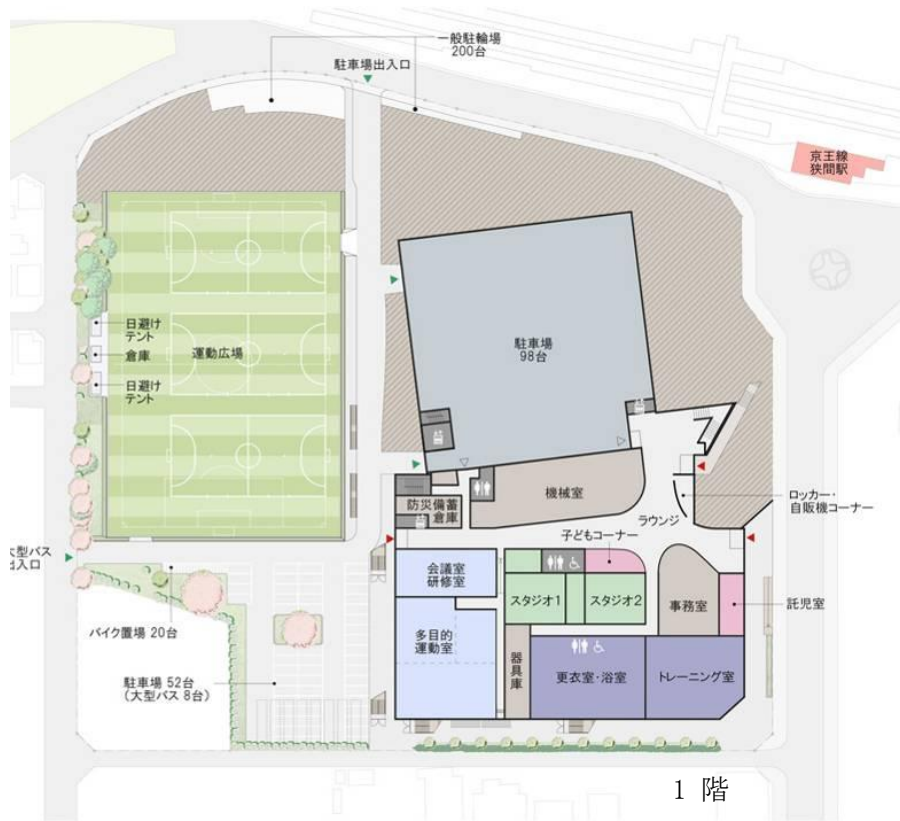 一般駐輪場
200台
駐車場出入口
京王線
狭間駅
日避け
テント
倉庫
運動広場
日避け
テント
駐車場
98台
防災備蓄
倉庫
機械室
ロッカー・
自販機コーナー
ラウンジ
子どもコーナー
大型バス
出入口
会議室
研修室
スタジオ1
スタジオ2
事務室
託児室
バイク置場 20台
多目的
運動室
器具庫
更衣室・浴室
トレーニング室
駐車場 52台
(大型バス 8台)
1 階